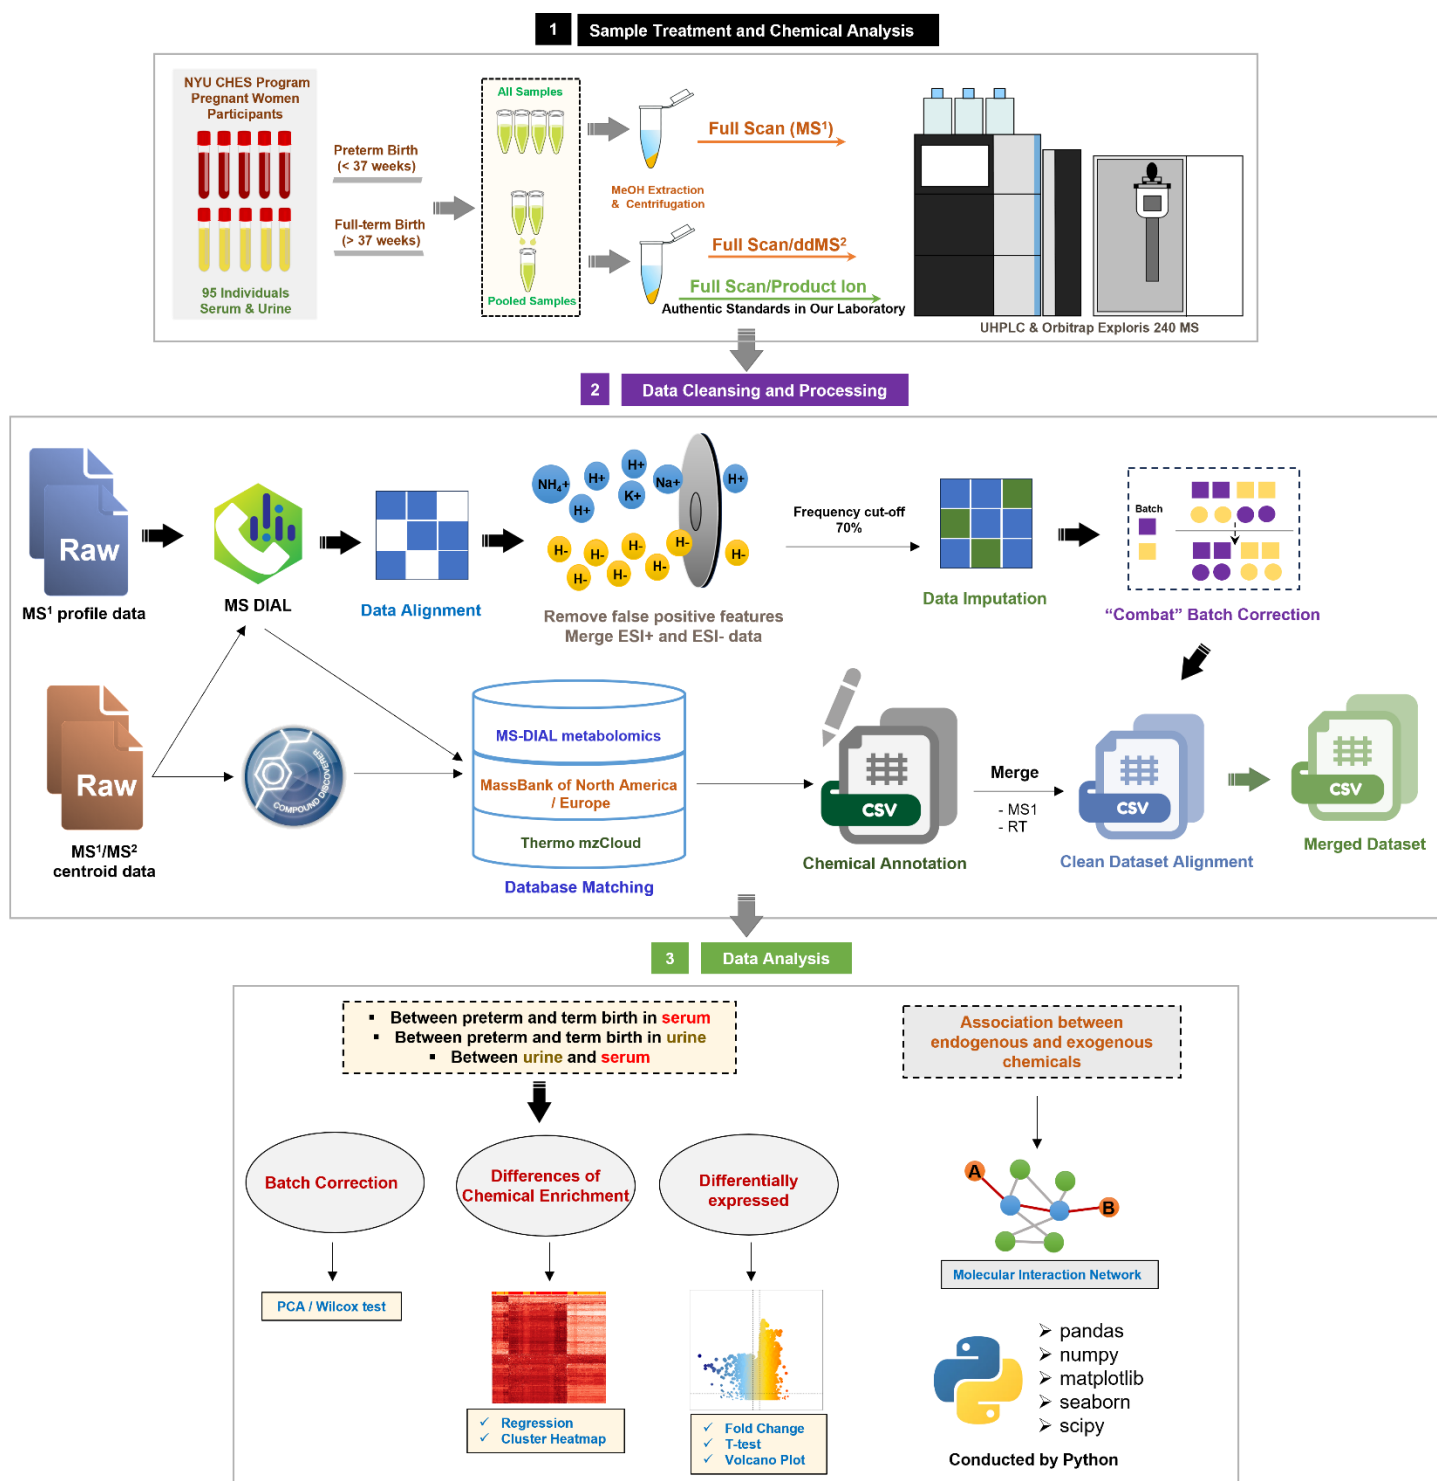 1 Sample Treatment and Chemical Analysis
NYU CHES Program
Pregnant Women
Participants
95 Individuals
Serum & Urine
Preterm Birth
(< 37 weeks)
Full-term Birth
(> 37 weeks)
All Samples
Pooled Samples
MeOH Extraction
& Centrifugation
Full Scan (MS¹)
Full Scan/ddMS²
Full Scan/Product Ion
Authentic Standards in Our Laboratory
UHPLC & Orbitrap Exploris 240 MS
2 Data Cleansing and Processing
Raw
MS¹ profile data
MS DIAL
Data Alignment
NH₄+
H+
H+
H+
K+
Na+
H+
H-
H-
H-
H-
H-
H-
H-
H-
Remove false positive features
Merge ESI+ and ESI- data
Frequency cut-off
70%
Data Imputation
Batch
“Combat” Batch Correction
Raw
MS¹/MS²
centroid data
COMPOUND DISCOVERER
MS-DIAL metabolomics
MassBank of North America
/ Europe
Thermo mzCloud
Database Matching
CSV
Chemical Annotation
Merge
- MS1
- RT
CSV
Clean Dataset Alignment
CSV
Merged Dataset
3 Data Analysis
▪ Between preterm and term birth in serum
▪ Between preterm and term birth in urine
▪ Between urine and serum
Batch Correction
PCA / Wilcox test
Differences of
Chemical Enrichment
✓ Regression
✓ Cluster Heatmap
Differentially
expressed
✓ Fold Change
✓ T-test
✓ Volcano Plot
Association between
endogenous and exogenous
chemicals
A
B
Molecular Interaction Network
➢ pandas
➢ numpy
➢ matplotlib
➢ seaborn
➢ scipy
Conducted by Python